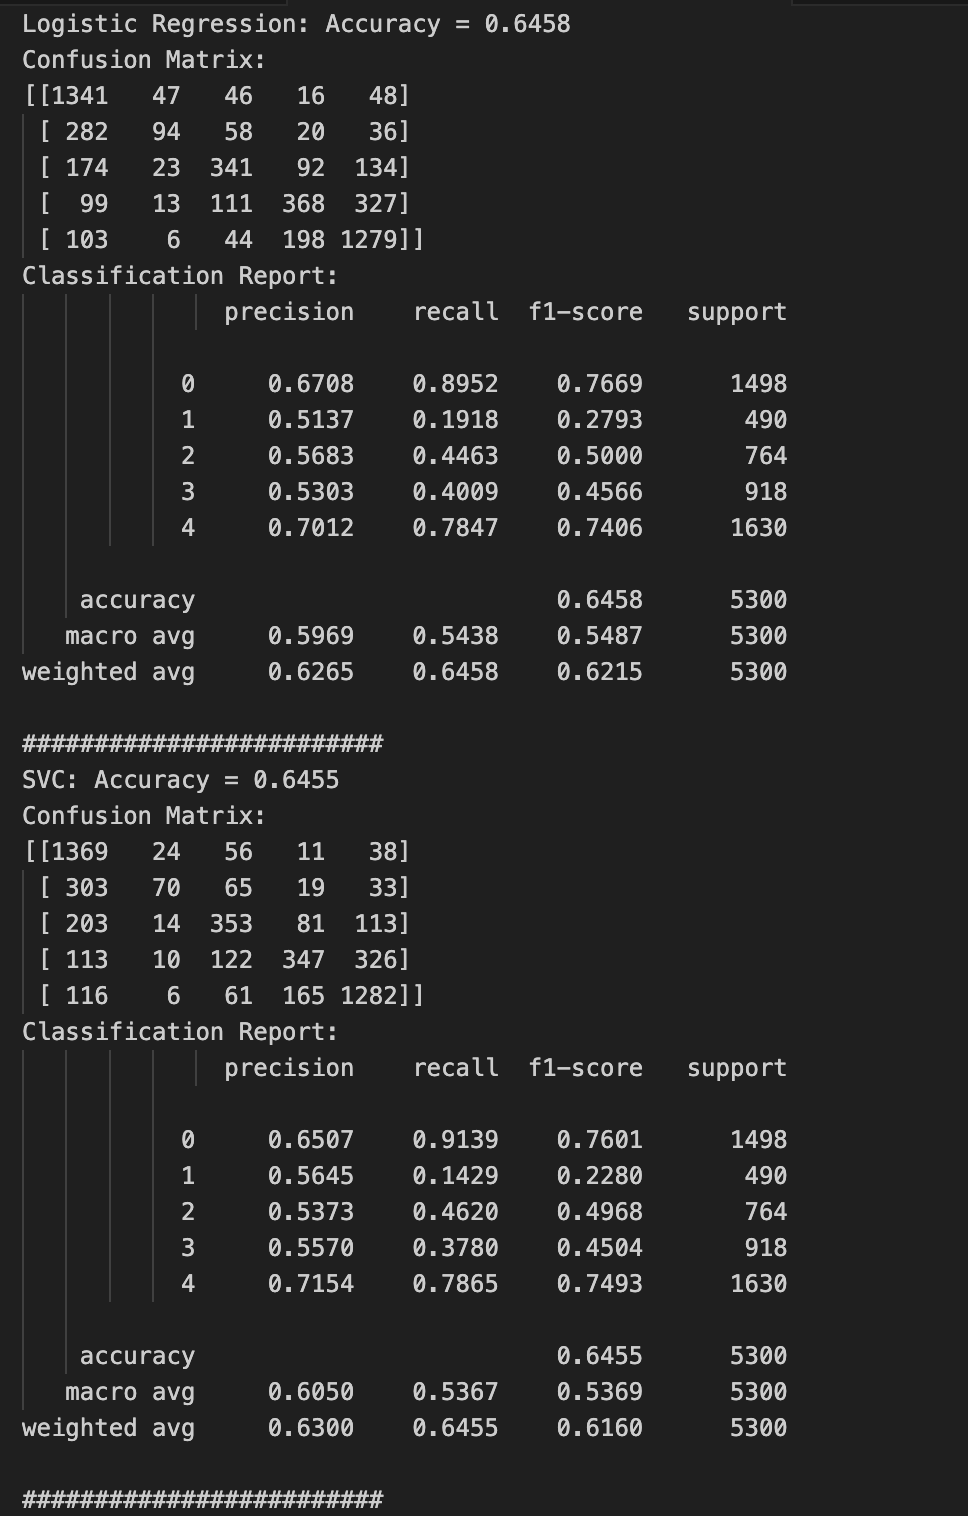 Logistic Regression: Accuracy = 0.6458
Confusion Matrix:
[[1341   47   46   16   48]
 [ 282   94   58   20   36]
 [ 174   23  341   92  134]
 [  99   13  111  368  327]
 [ 103    6   44  198 1279]]
Classification Report:
              precision    recall  f1-score   support

           0     0.6708    0.8952    0.7669      1498
           1     0.5137    0.1918    0.2793       490
           2     0.5683    0.4463    0.5000       764
           3     0.5303    0.4009    0.4566       918
           4     0.7012    0.7847    0.7406      1630

    accuracy                         0.6458      5300
   macro avg     0.5969    0.5438    0.5487      5300
weighted avg     0.6265    0.6458    0.6215      5300

#########################
SVC: Accuracy = 0.6455
Confusion Matrix:
[[1369   24   56   11   38]
 [ 303   70   65   19   33]
 [ 203   14  353   81  113]
 [ 113   10  122  347  326]
 [ 116    6   61  165 1282]]
Classification Report:
              precision    recall  f1-score   support

           0     0.6507    0.9139    0.7601      1498
           1     0.5645    0.1429    0.2280       490
           2     0.5373    0.4620    0.4968       764
           3     0.5570    0.3780    0.4504       918
           4     0.7154    0.7865    0.7493      1630

    accuracy                         0.6455      5300
   macro avg     0.6050    0.5367    0.5369      5300
weighted avg     0.6300    0.6455    0.6160      5300

#########################